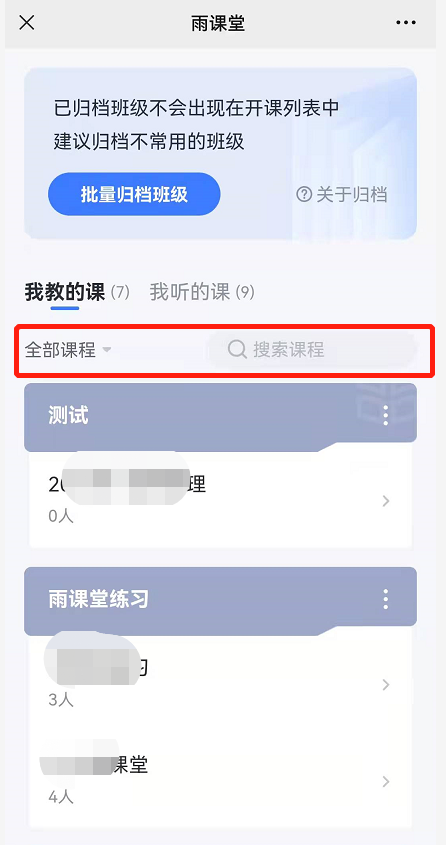 雨课堂
已归档班级不会出现在开课列表中
建议归档不常用的班级
批量归档班级
关于归档
我教的课 (7) 我听的课 (9)
全部课程
搜索课程
测试
理
0人
雨课堂练习
习
3人
课堂
4人